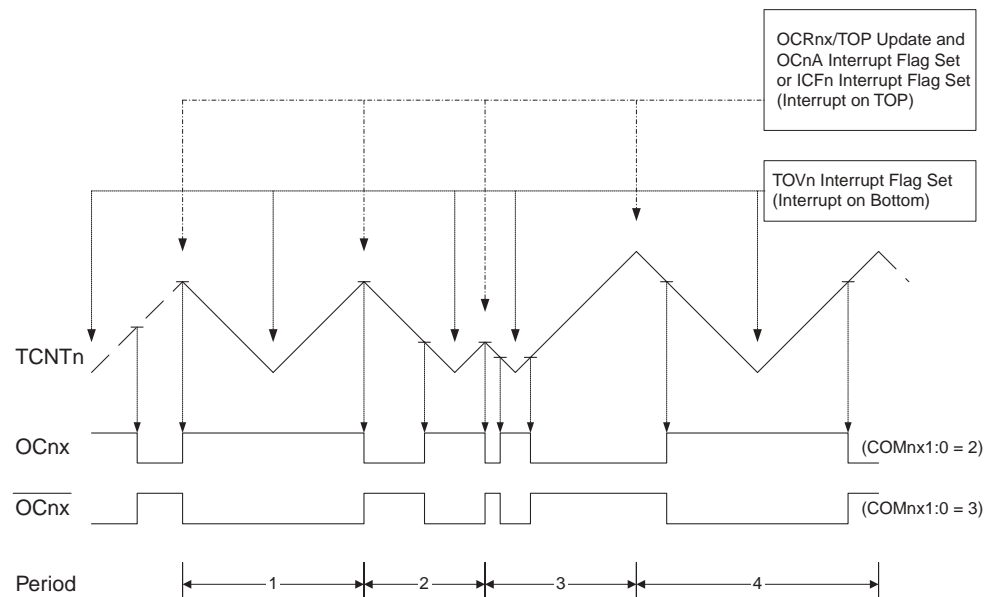 OCRnx/TOP Update and
OCnA Interrupt Flag Set
or ICFn Interrupt Flag Set
(Interrupt on TOP)
TOVn Interrupt Flag Set
(Interrupt on Bottom)
TCNTn
OCnx
(COMnx1:0 = 2)
OCnx
(COMnx1:0 = 3)
Period
1
2
3
4